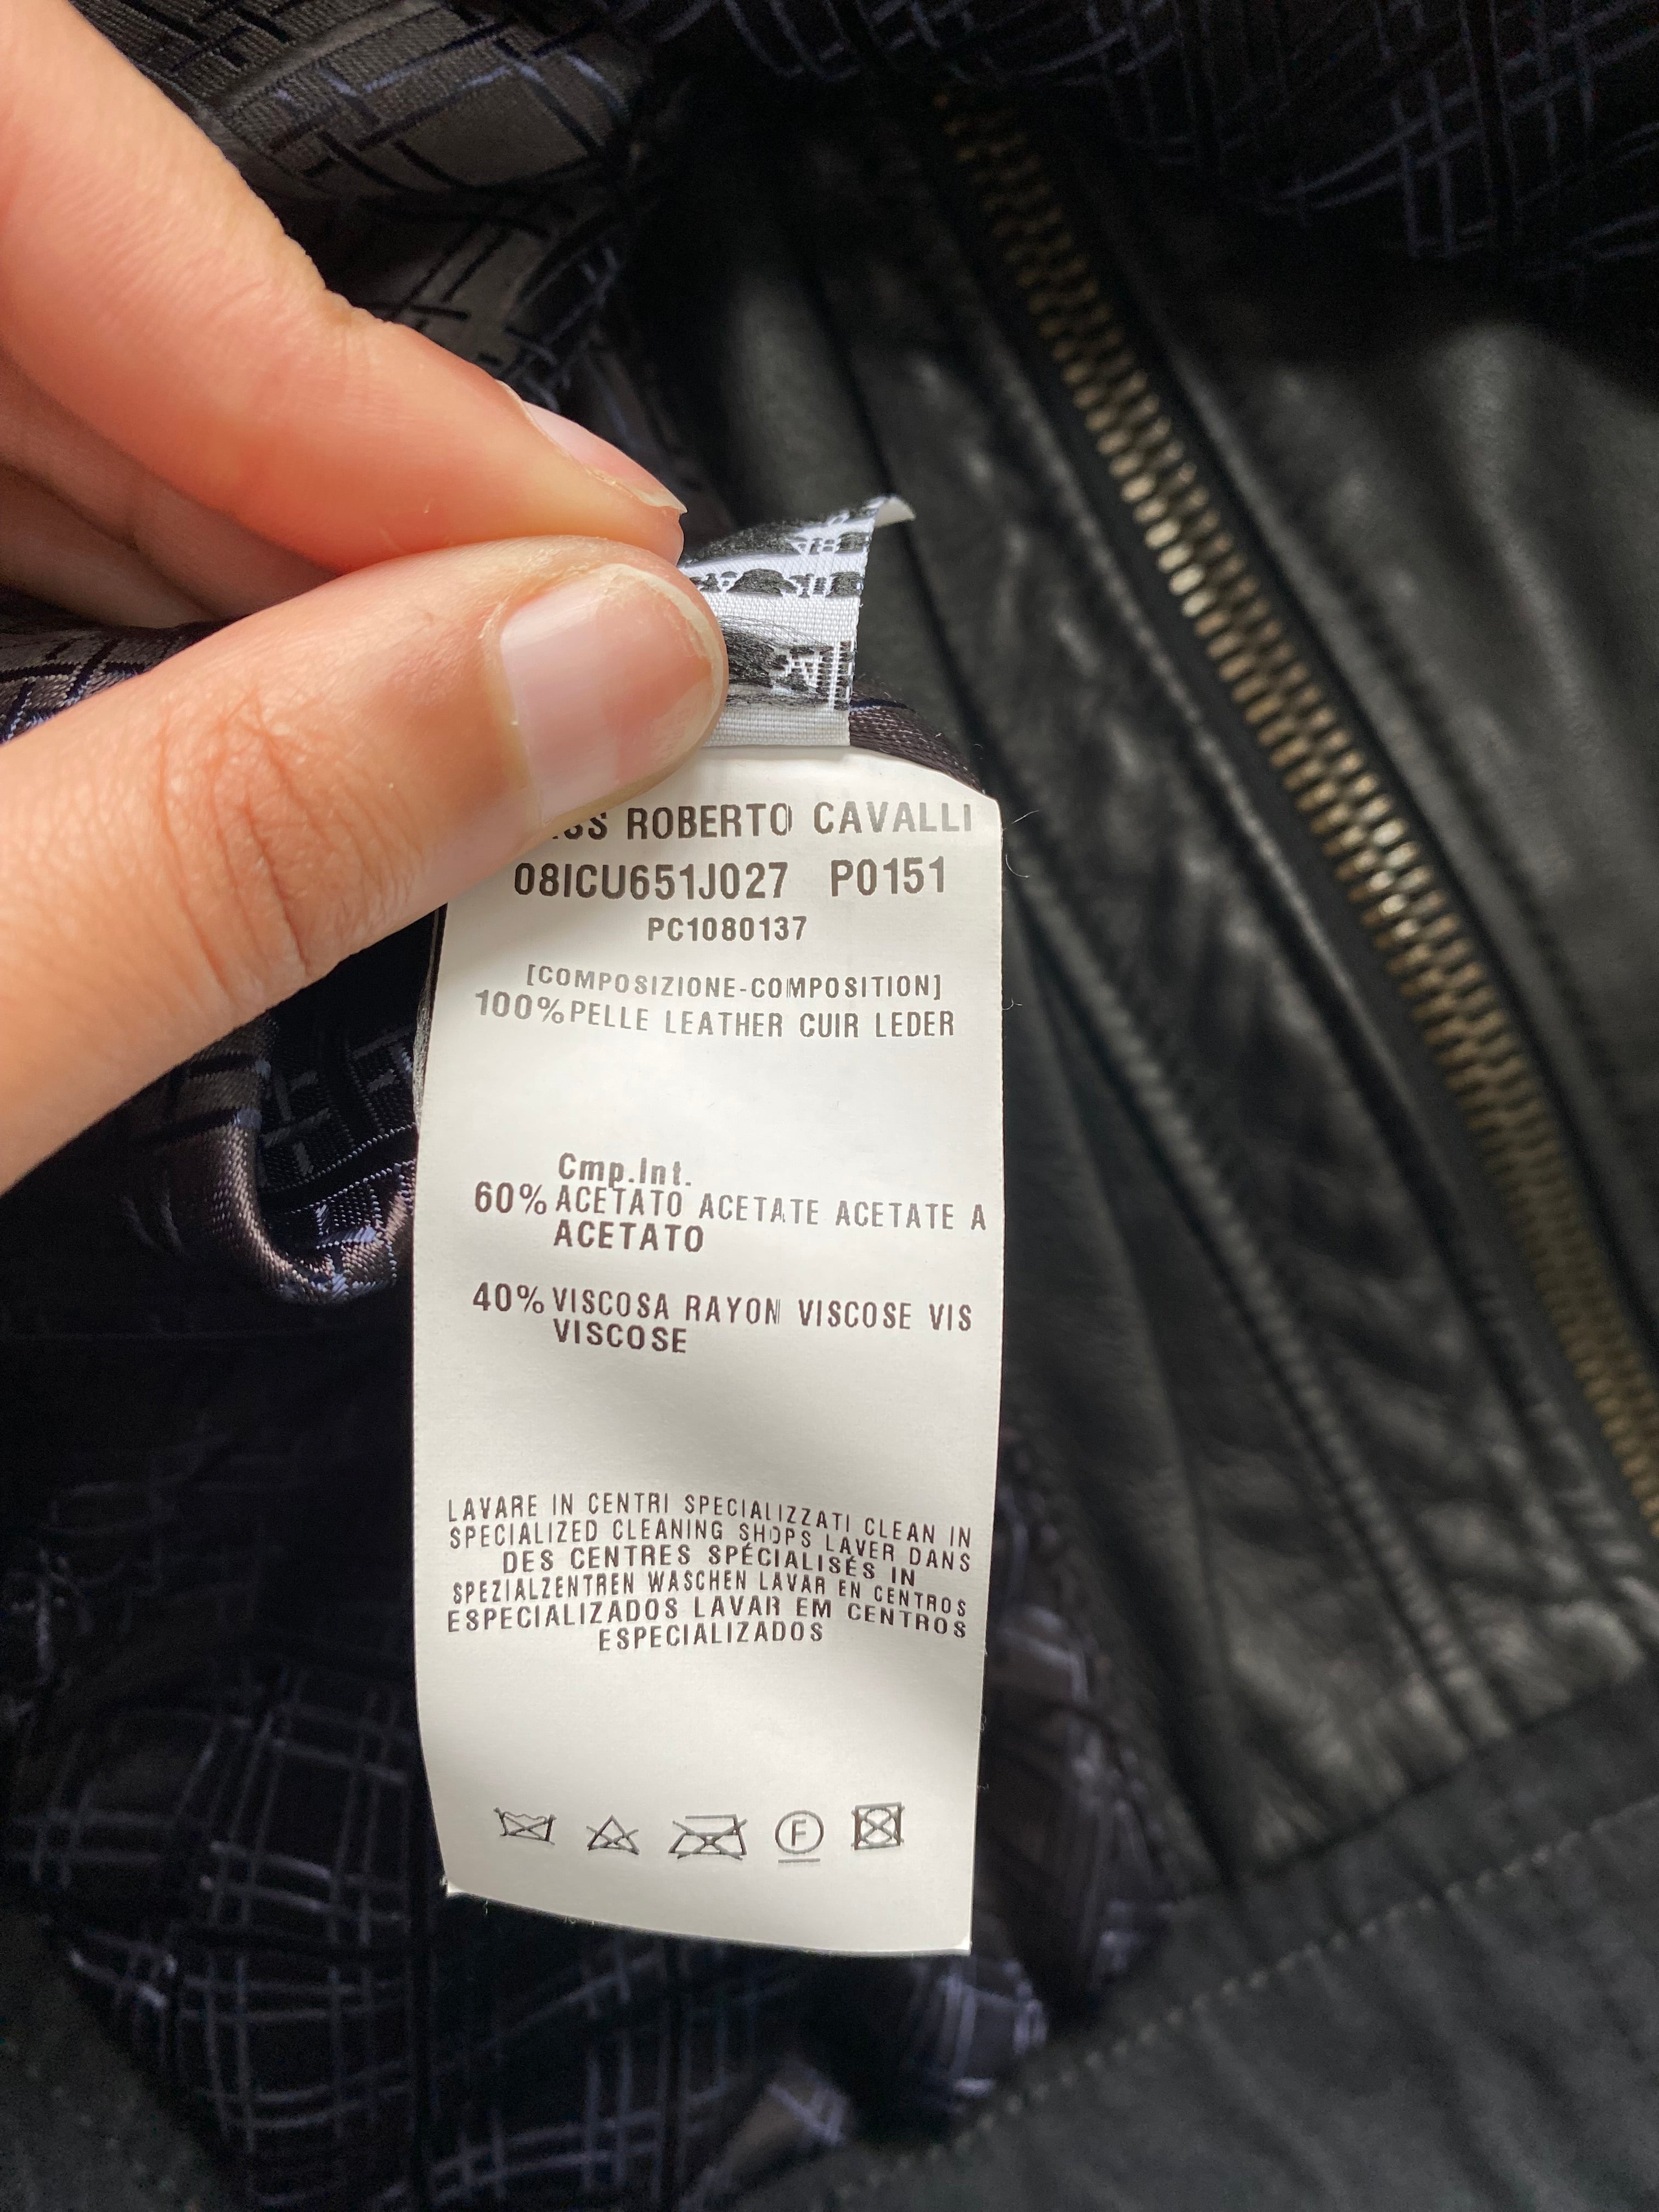 ROBERTO CAVALLI
08ICU651J027 P0151
PC1080137
[COMPOSIZIONE-COMPOSITION]
100% PELLE LEATHER CUIR LEDER
Cmp.Int.
60% ACETATO ACETATE ACETATE A
ACETATO
40% VISCOSA RAYON VISCOSE VIS
VISCOSE
LAVARE IN CENTRI SPECIALIZZATI CLEAN IN
SPECIALIZED CLEANING SHOPS LAVER DANS
DES CENTRES SPÉCIALISÉS IN
SPEZIALZENTREN WASCHEN LAVAR EN CENTROS
ESPECIALIZADOS LAVAR EM CENTROS
ESPECIALIZADOS
F